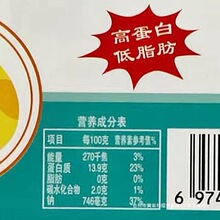 高蛋白
低脂肪
营养成分表
项目 每100克 营养素参考值%
能量 270千焦 3%
蛋白质 13.9克 23%
脂肪 0克 0%
碳水化合物 2.0克 1%
钠 746毫克 37%
6 974